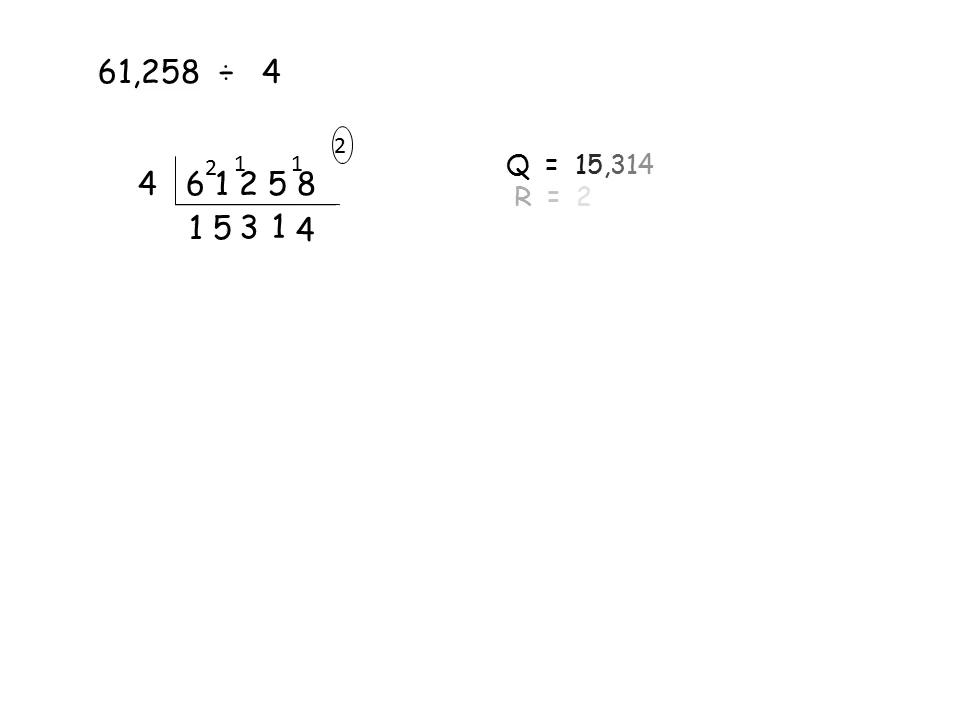 61,258 ÷ 4
2 1 1 2
4 6 1 2 5 8
1 5 3 1 4
Q = 15,314
R = 2